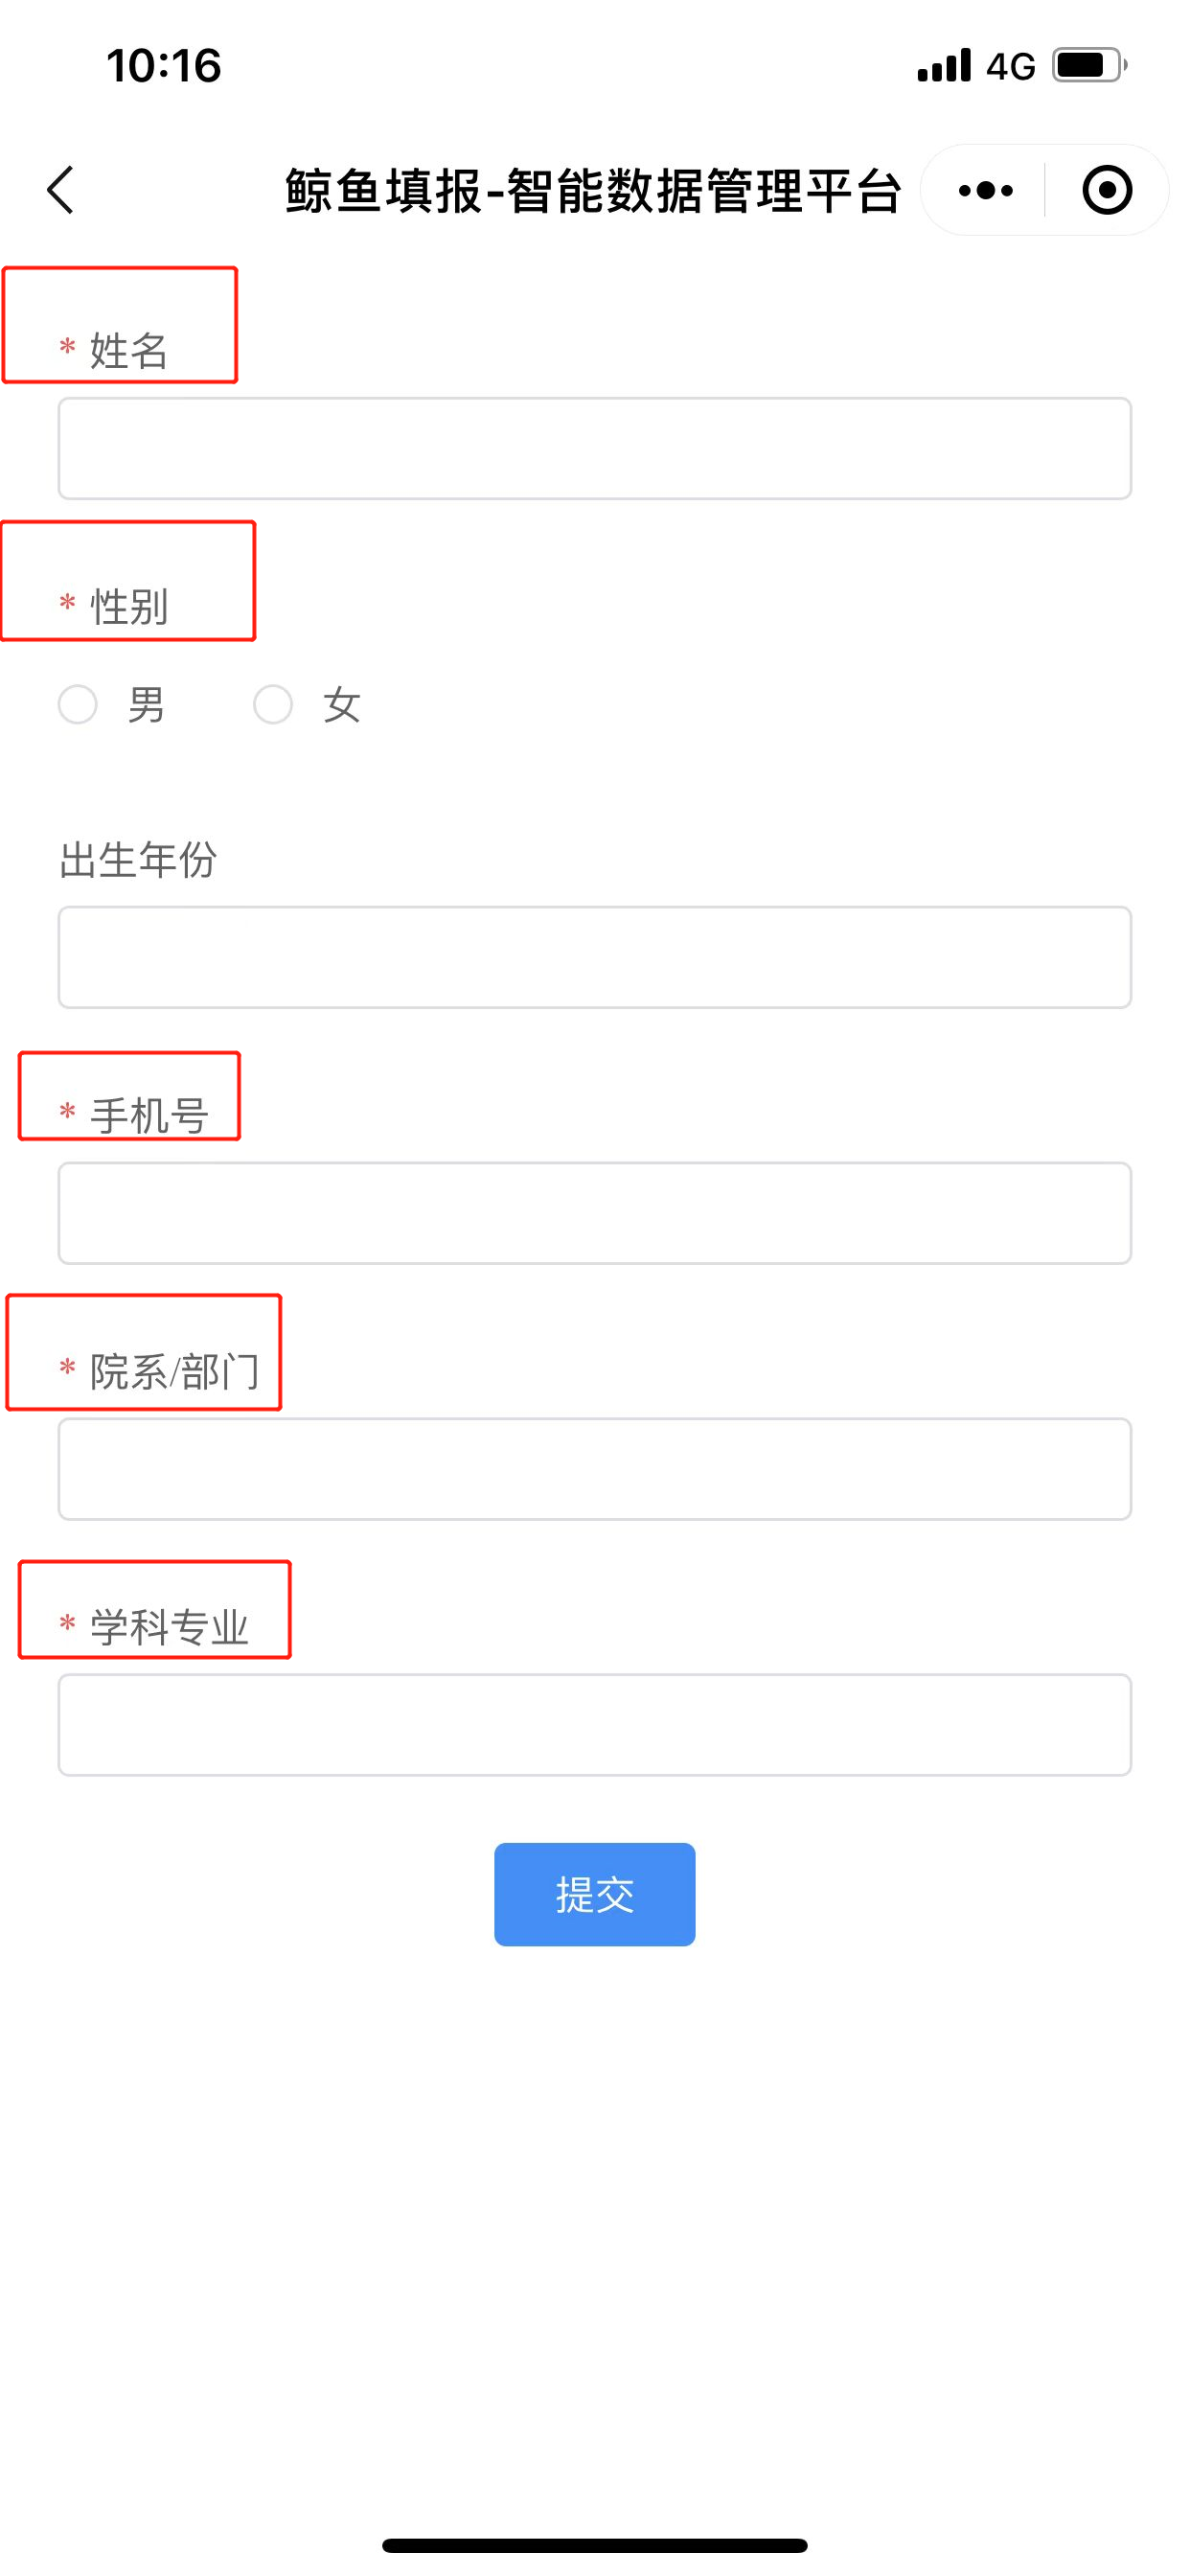 10:16 4G
鲸鱼填报-智能数据管理平台
* 姓名
* 性别
男 女
出生年份
* 手机号
* 院系/部门
* 学科专业
提交